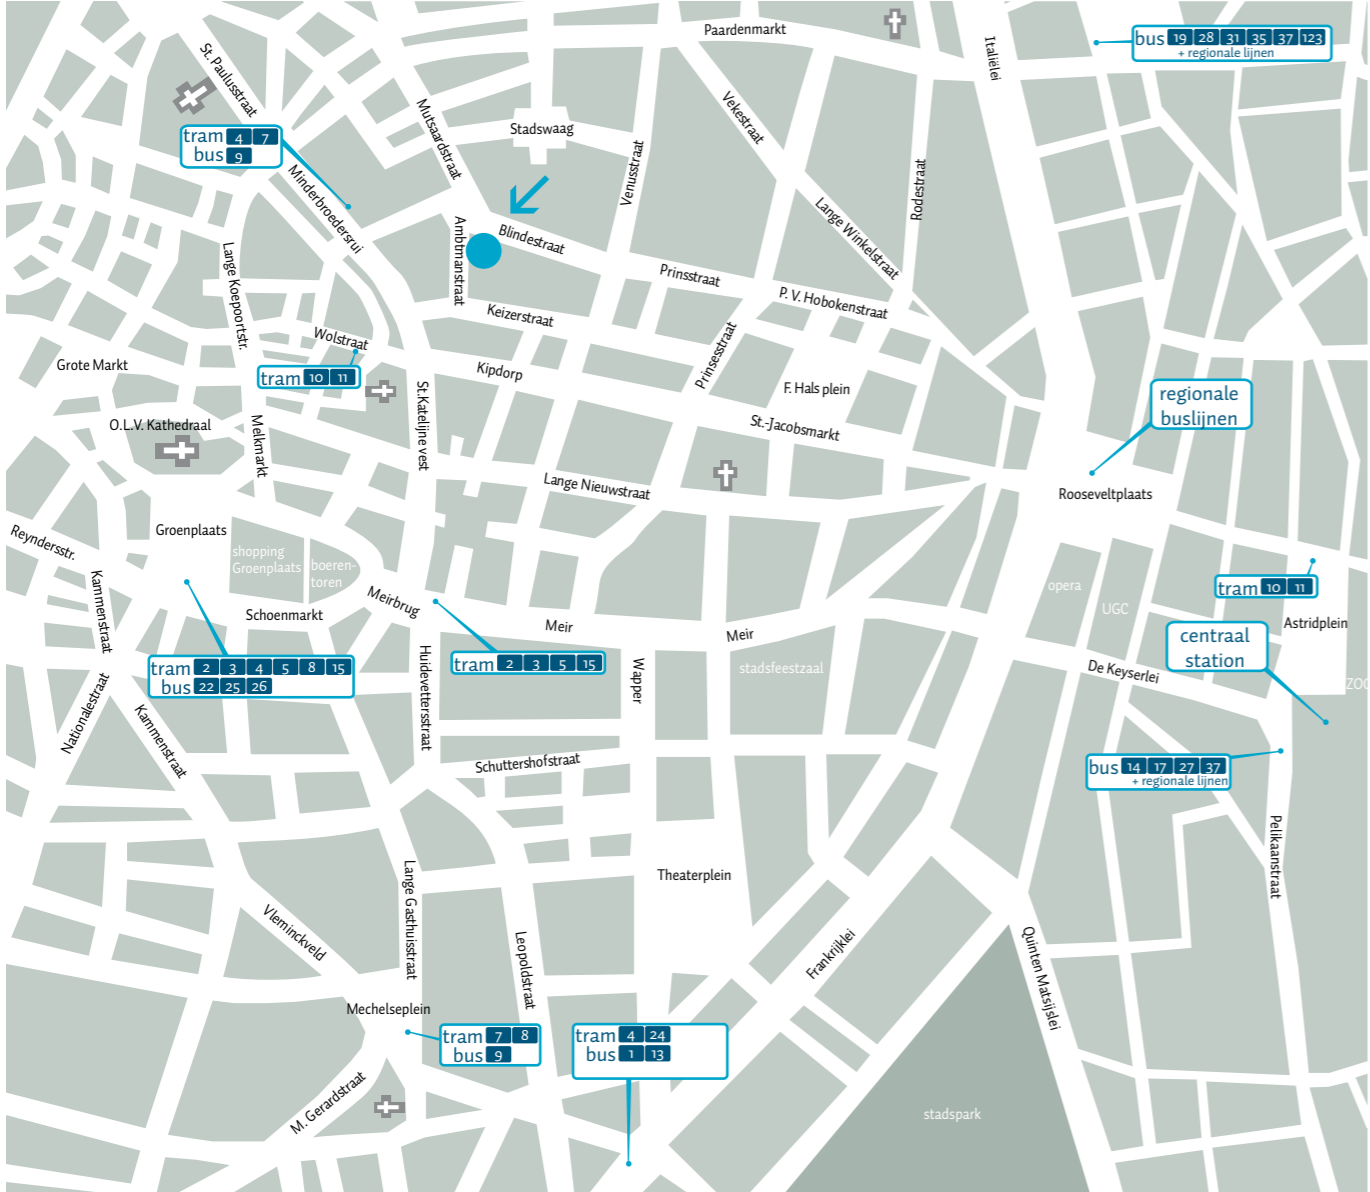 Paardenmarkt
Italiëlei
bus 19 28 31 35 37 123
+ regionale lijnen
St. Paulusstraat
Mutsaardstraat
Stadswaag
Vekestraat
Venusstraat
Rodestraat
tram 4 7
bus 9
Minderbroedersrui
Ambtmanstraat
Blindestraat
Lange Winkelstraat
Lange Koepoortstr.
Prinsstraat
P. V. Hobokenstraat
Keizerstraat
Wolstraat
Grote Markt
tram 10 11
Kipdorp
Prinsesstraat
F. Hals plein
regionale
buslijnen
O.L.V. Kathedraal
Melkmarkt
St.Katelijne vest
St.-Jacobsmarkt
Lange Nieuwstraat
Rooseveltplaats
Reyndersstr.
Groenplaats
shopping
Groenplaats
boeren-
toren
Kammenstraat
Schoenmarkt
Meirbrug
Meir
Meir
opera
UGC
tram 10 11
Astridplein
centraal
station
tram 2 3 4 5 8 15
bus 22 25 26
tram 2 3 5 15
Huidevettersstraat
Wapper
stadsfeestzaal
De Keyserlei
ZOO
Nationalestraat
Kammenstraat
Schuttershofstraat
bus 14 17 27 37
+ regionale lijnen
Pelikaanstraat
Theaterplein
Lange Gasthuisstraat
Vleminckveld
Leopoldstraat
Frankrijklei
Quinten Matsijslei
Mechelseplein
tram 7 8
bus 9
tram 4 24
bus 1 13
M. Gerardstraat
stadspark